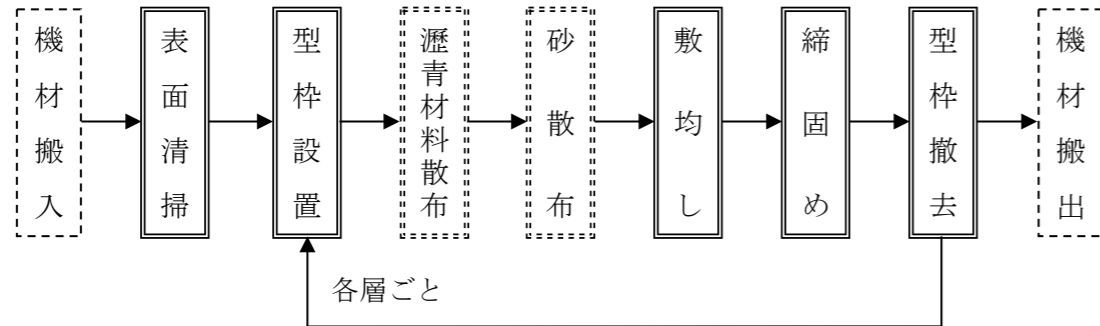 機材搬入
表面清掃
型枠設置
瀝青材料散布
砂散布
敷均し
締固め
型枠撤去
機材搬出
各層ごと